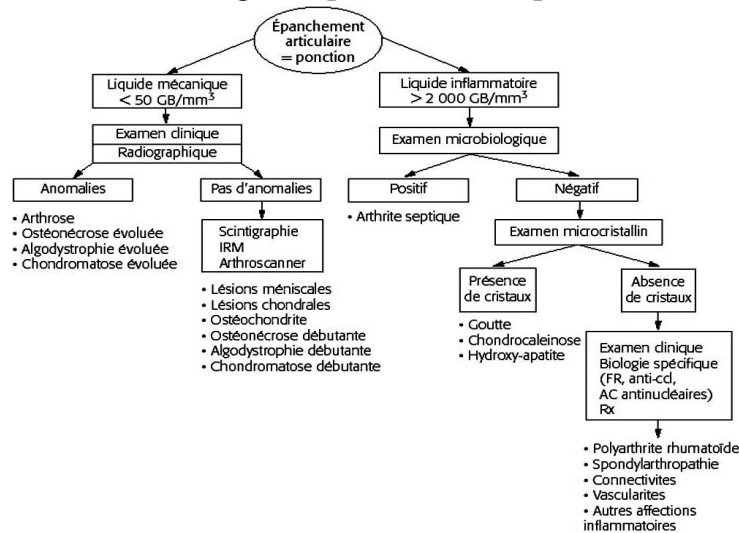 Épanchement
articulaire
= ponction
Liquide mécanique
< 50 GB/mm³
Liquide inflammatoire
> 2 000 GB/mm³
Examen clinique
Radiographique
Examen microbiologique
Anomalies
Pas d'anomalies
Positif
Négatif
• Arthrose
• Ostéonécrose évoluée
• Algodystrophie évoluée
• Chondromatose évoluée
Scintigraphie
IRM
Arthroscanner
• Arthrite septique
Examen microcristallin
• Lésions méniscales
• Lésions chondrales
• Ostéochondrite
• Ostéonécrose débutante
• Algodystrophie débutante
• Chondromatose débutante
Présence
de cristaux
Absence
de cristaux
• Goutte
• Chondrocaleinose
• Hydroxy-apatite
Examen clinique
Biologie spécifique
(FR, anti-ccl,
AC antinucléaires)
Rx
• Polyarthrite rhumatoïde
• Spondylarthropathie
• Connectivites
• Vascularites
• Autres affections
inflammatoires